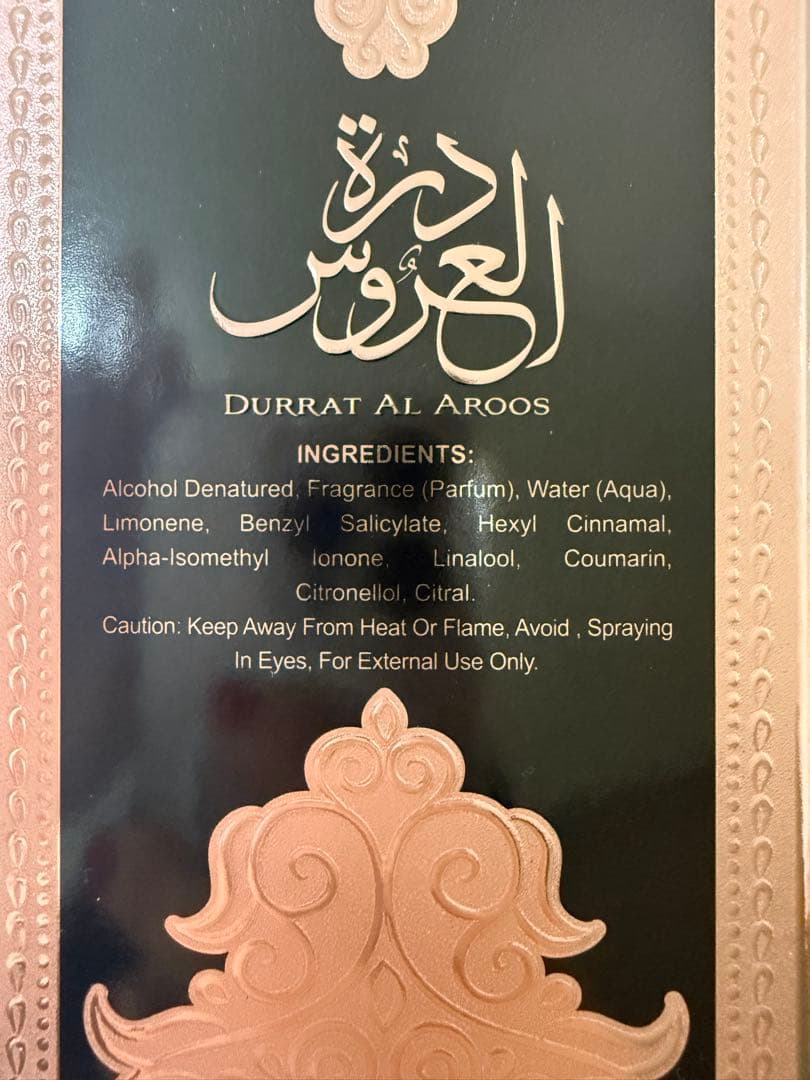 درة
العروس
DURRAT AL AROOS
INGREDIENTS:
Alcohol Denatured, Fragrance (Parfum), Water (Aqua),
Limonene, Benzyl Salicylate, Hexyl Cinnamal,
Alpha-Isomethyl Ionone, Linalool, Coumarin,
Citronellol, Citral.
Caution: Keep Away From Heat Or Flame, Avoid , Spraying
In Eyes, For External Use Only.